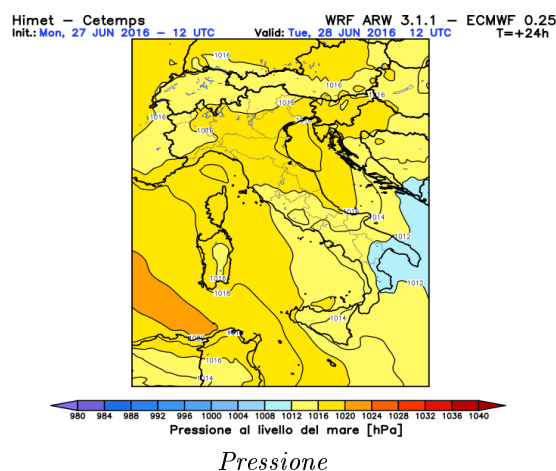 Himet – Cetemps WRF ARW 3.1.1 – ECMWF 0.25
Init.: Mon, 27 JUN 2016 – 12 UTC Valid: Tue, 28 JUN 2016 12 UTC T=+24h
1016
1016
1016
1016
1016
1016
1014
1012
1012
1016
1018
1014
1016
1014
980 984 988 992 996 1000 1004 1008 1012 1016 1020 1024 1028 1032 1036 1040
Pressione al livello del mare [hPa]
Pressione